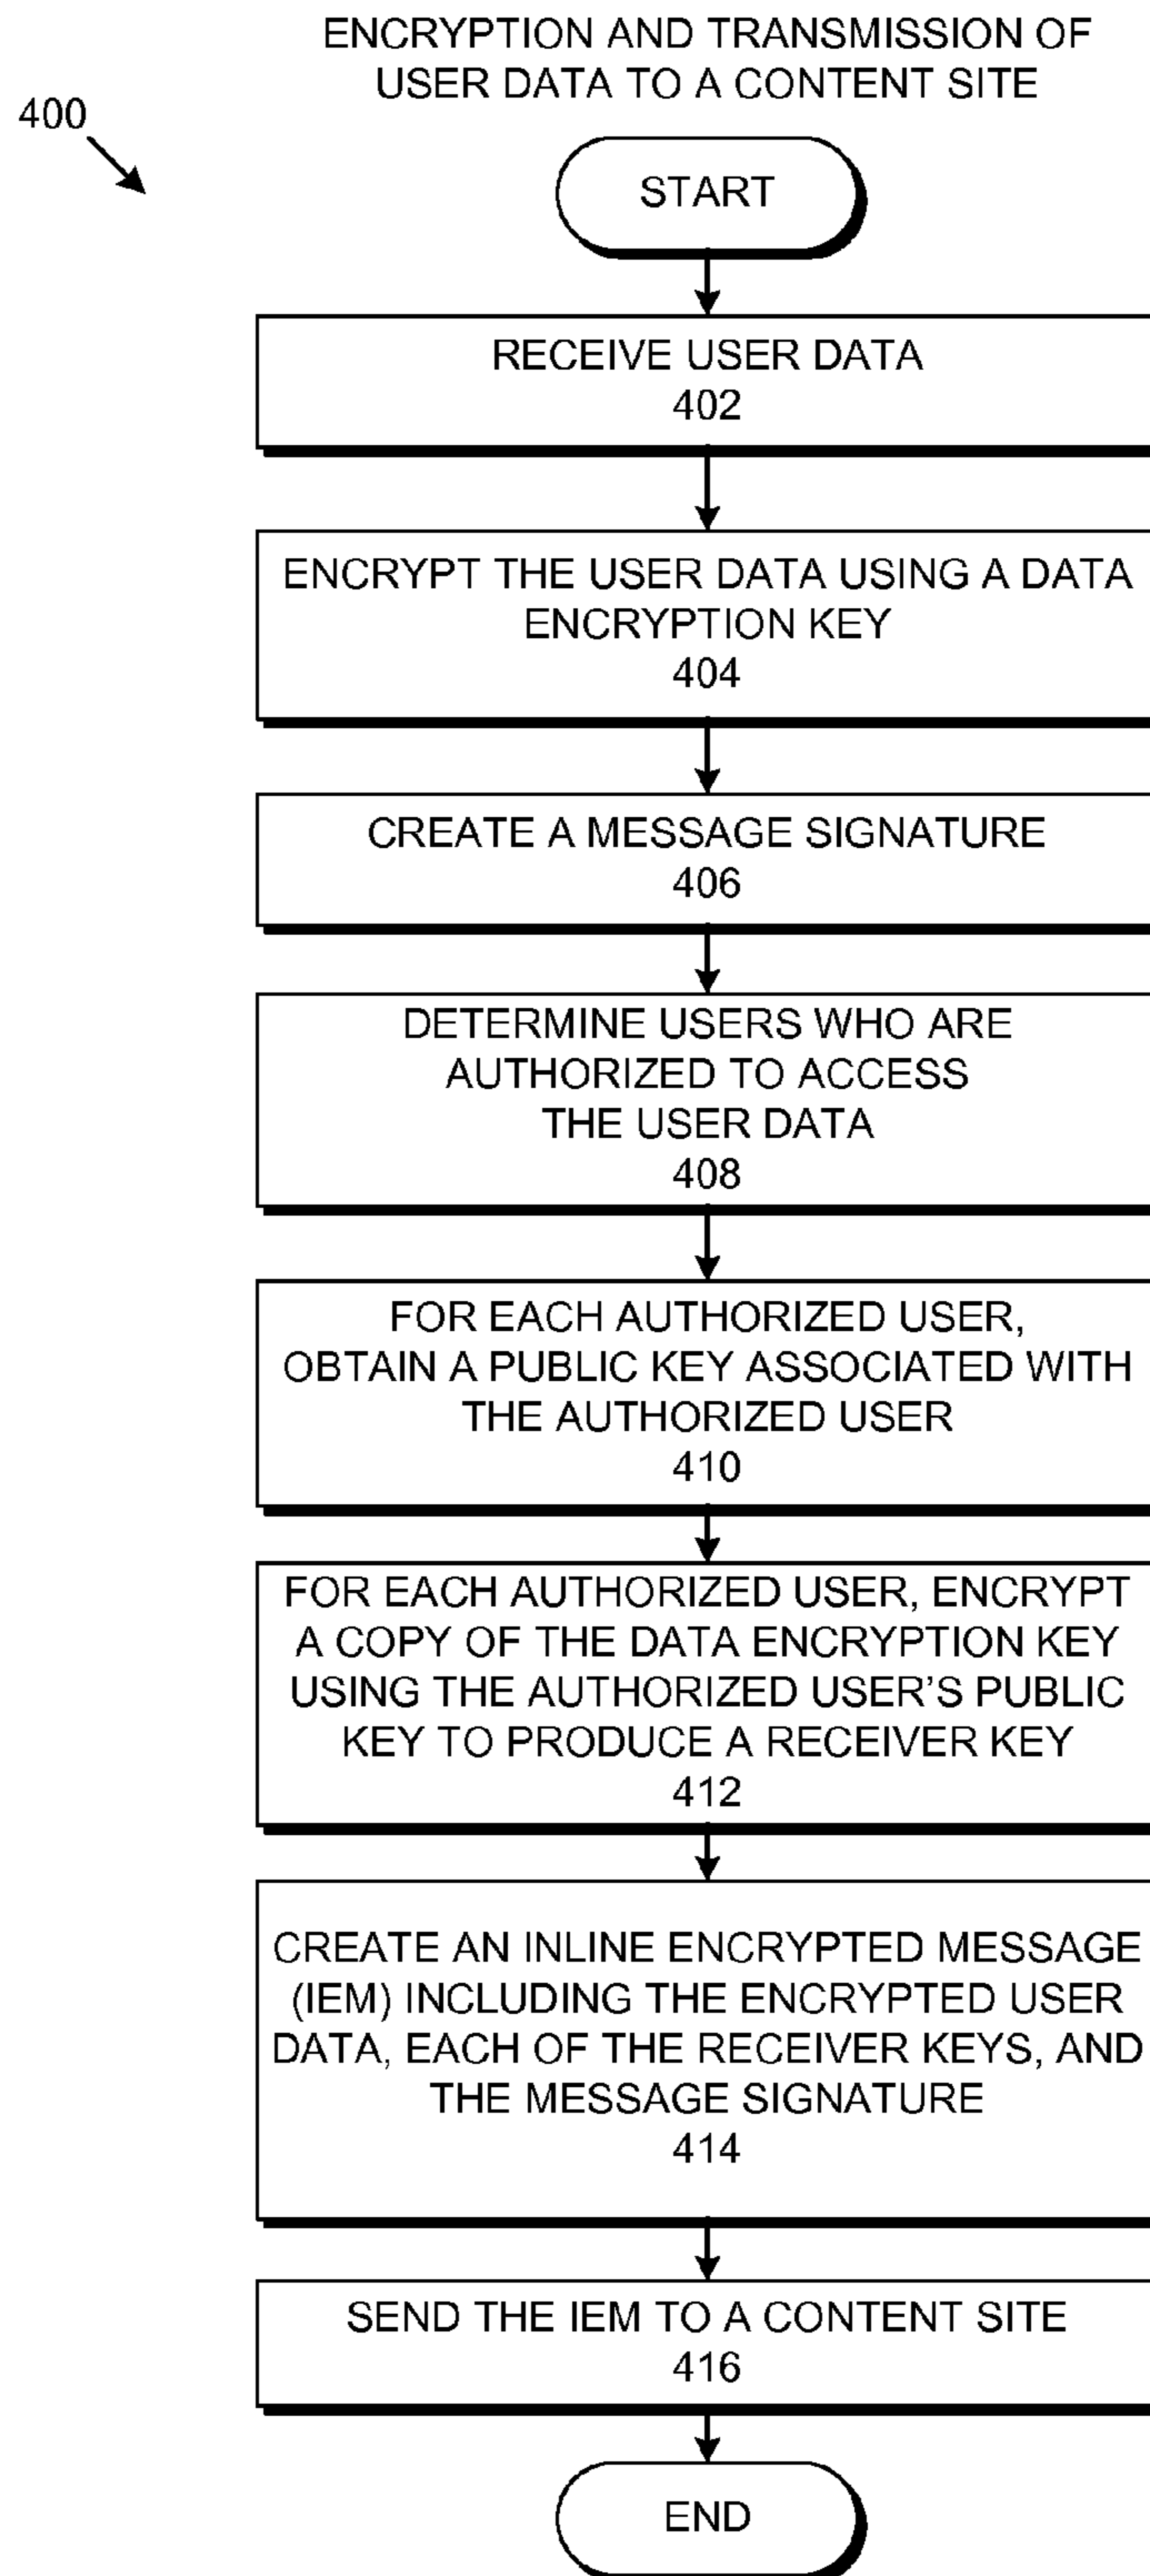 ENCRYPTION AND TRANSMISSION OF
USER DATA TO A CONTENT SITE
400
START
RECEIVE USER DATA
402
ENCRYPT THE USER DATA USING A DATA
ENCRYPTION KEY
404
CREATE A MESSAGE SIGNATURE
406
DETERMINE USERS WHO ARE
AUTHORIZED TO ACCESS
THE USER DATA
408
FOR EACH AUTHORIZED USER,
OBTAIN A PUBLIC KEY ASSOCIATED WITH
THE AUTHORIZED USER
410
FOR EACH AUTHORIZED USER, ENCRYPT
A COPY OF THE DATA ENCRYPTION KEY
USING THE AUTHORIZED USER’S PUBLIC
KEY TO PRODUCE A RECEIVER KEY
412
CREATE AN INLINE ENCRYPTED MESSAGE
(IEM) INCLUDING THE ENCRYPTED USER
DATA, EACH OF THE RECEIVER KEYS, AND
THE MESSAGE SIGNATURE
414
SEND THE IEM TO A CONTENT SITE
416
END